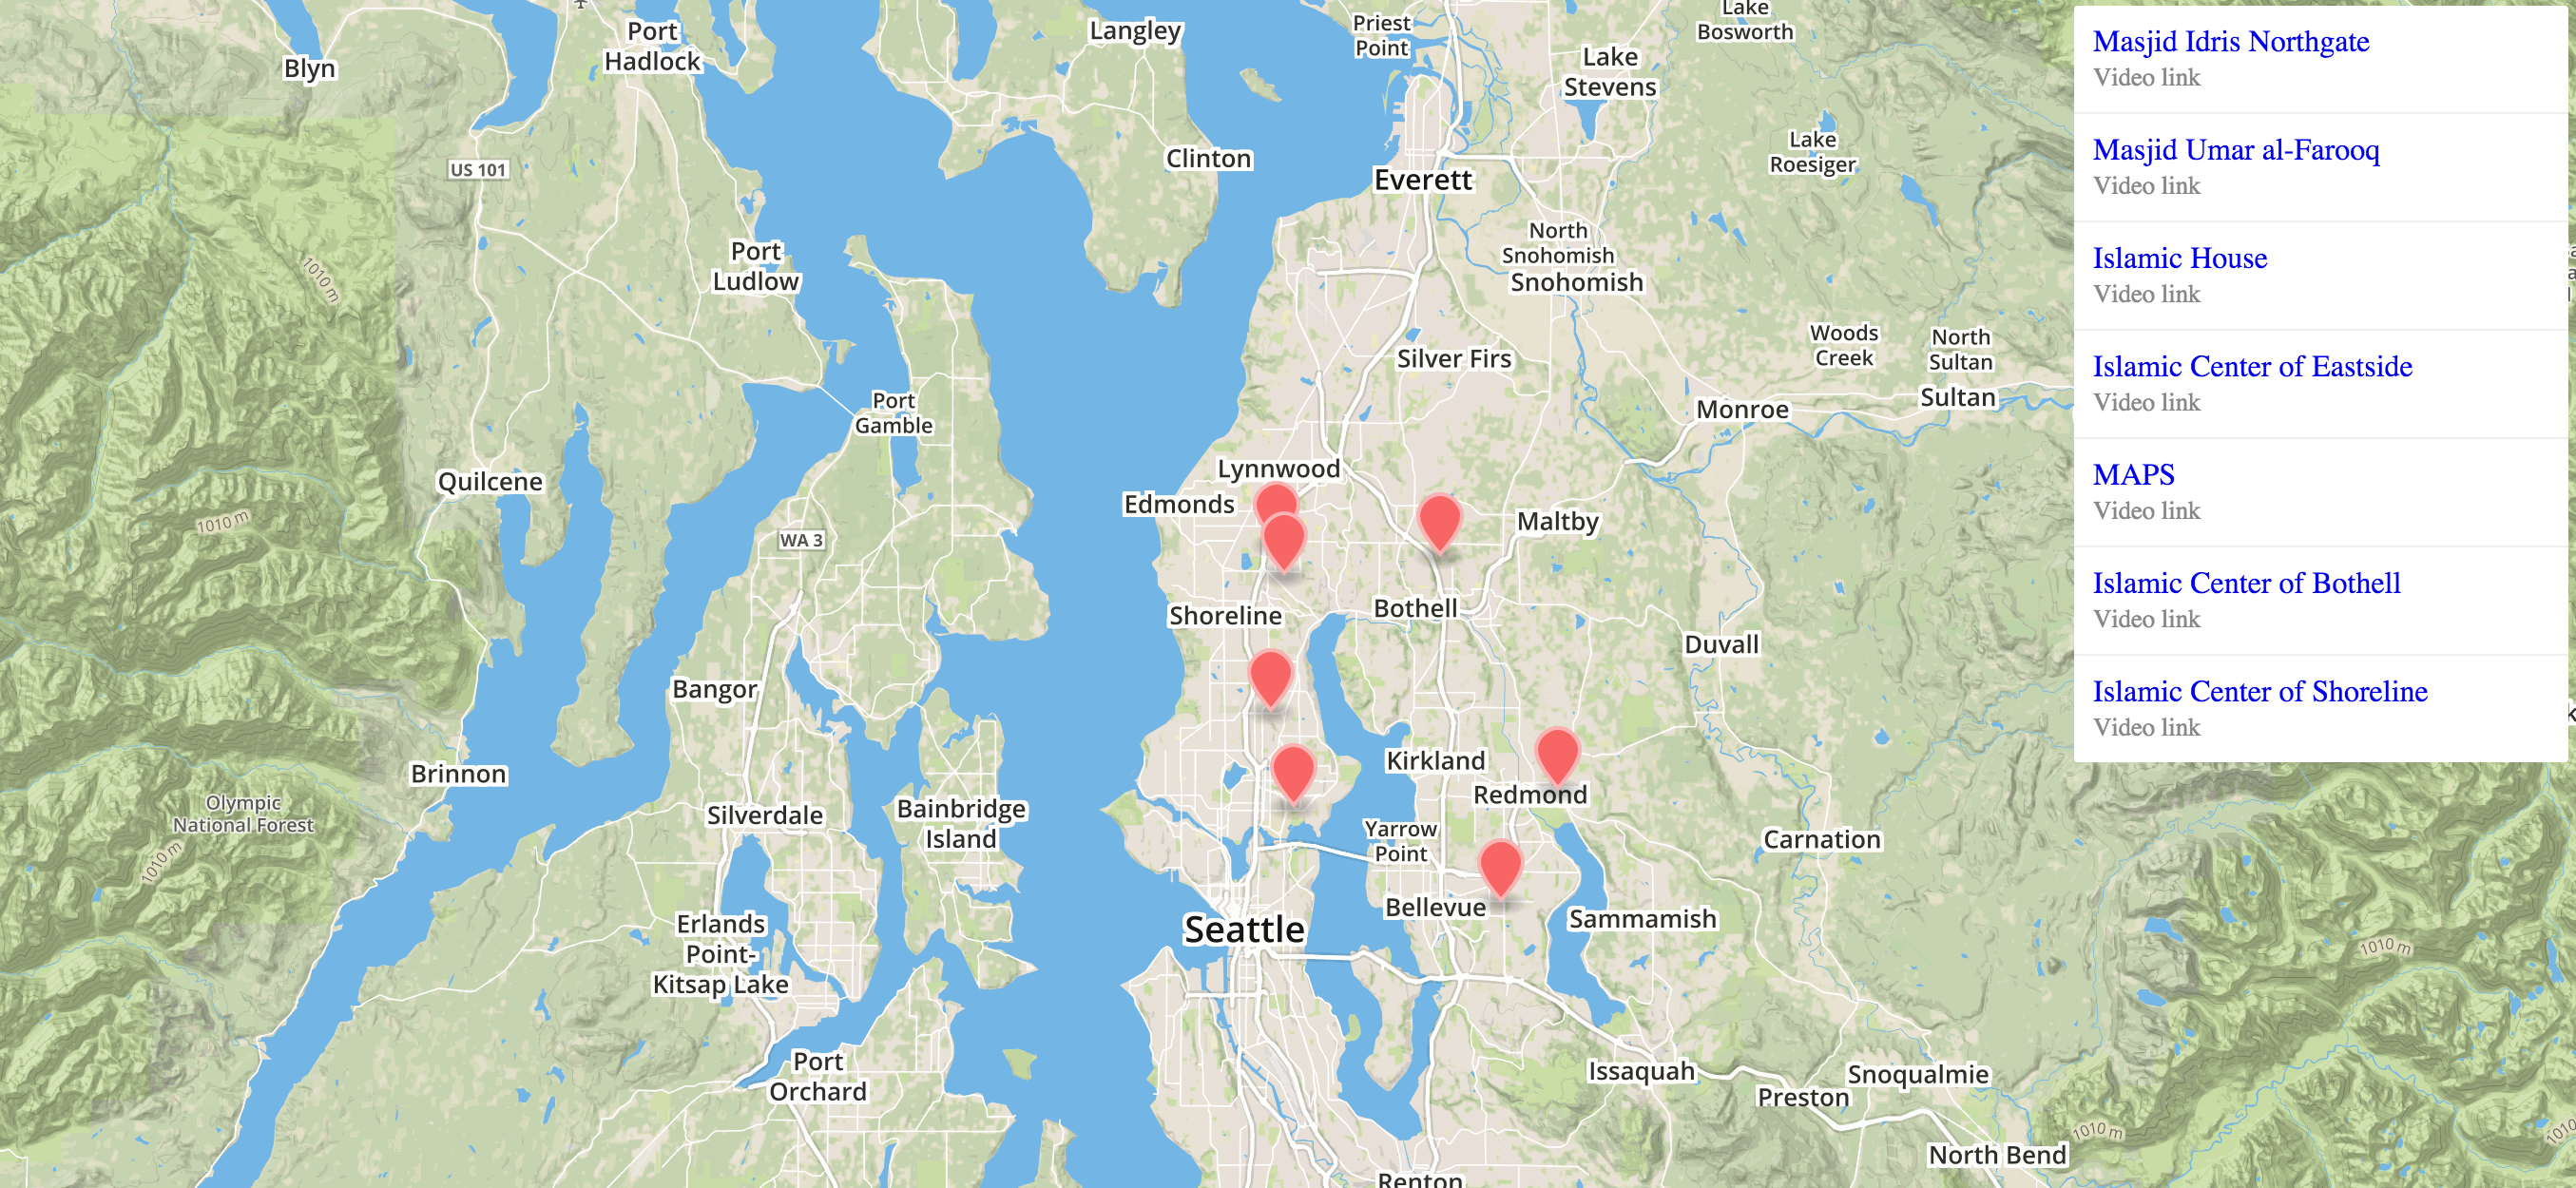 Port
Hadlock
Blyn
Langley
Priest
Point
Lake
Stevens
Lake
Bosworth
US 101
Clinton
Everett
Lake
Roesiger
Port
Ludlow
1010 m
North
Snohomish
Snohomish
Silver Firs
Woods
Creek
North
Sultan
Sultan
Monroe
Port
Gamble
Quilcene
Lynnwood
Edmonds
1010 m
WA 3
Maltby
Shoreline
Bothell
Duvall
Bangor
Brinnon
Kirkland
Redmond
Olympic
National Forest
1010 m
Silverdale
Bainbridge
Island
Yarrow
Point
Carnation
Bellevue
Sammamish
Seattle
Erlands
Point-
Kitsap Lake
1010 m
Port
Orchard
Issaquah
Preston
Snoqualmie
1010 m
1010
North Bend
Renton
Masjid Idris Northgate
Video link
Masjid Umar al-Farooq
Video link
Islamic House
Video link
Islamic Center of Eastside
Video link
MAPS
Video link
Islamic Center of Bothell
Video link
Islamic Center of Shoreline
Video link